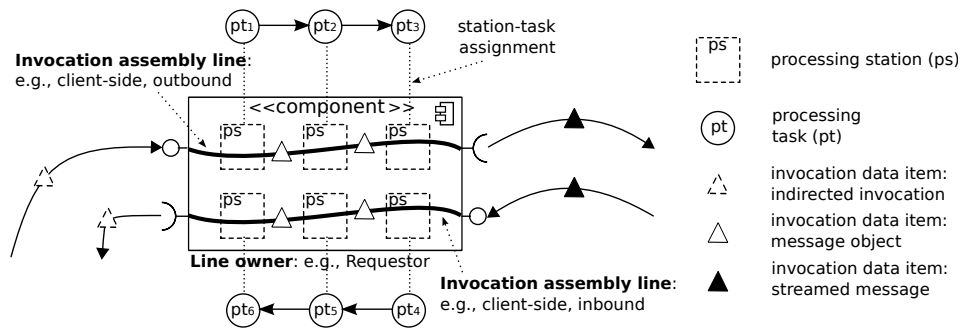 pt1
pt2
pt3
station-task
assignment
Invocation assembly line:
e.g., client-side, outbound
<<component>>
ps
ps
ps
ps
ps
ps
Line owner: e.g., Requestor
Invocation assembly line:
e.g., client-side, inbound
pt6
pt5
pt4
ps
processing station (ps)
pt
processing
task (pt)
invocation data item:
indirected invocation
invocation data item:
message object
invocation data item:
streamed message